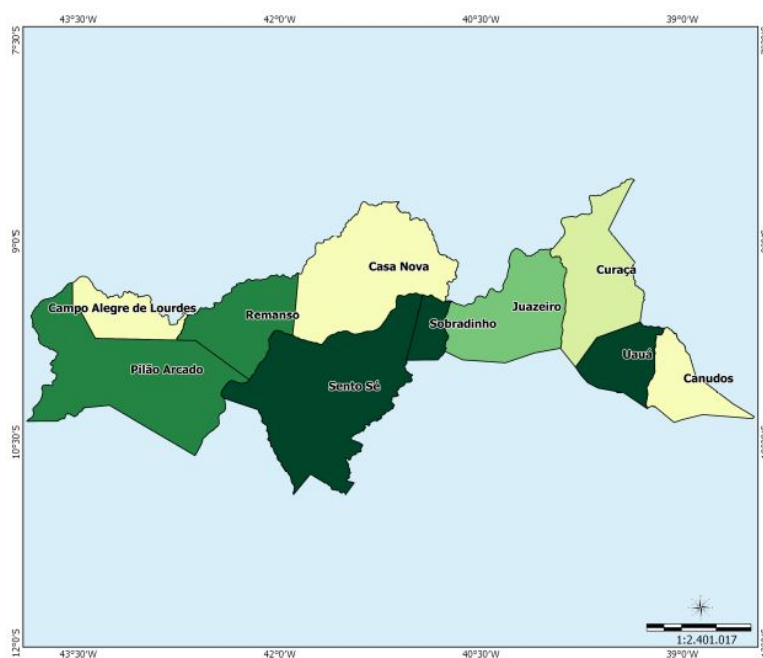 43°30'W 42°0'W 40°30'W 39°0'W
7°30'S
9°0'S
Casa Nova
Curaçá
Campo Alegre de Lourdes
Remanso
Juazeiro
Sobradinho
Uauá
Pilão Arcado
Canudos
Sento Sé
10°30'S
1:2.401.017
12°0'S
43°30'W 42°0'W 40°30'W 39°0'W